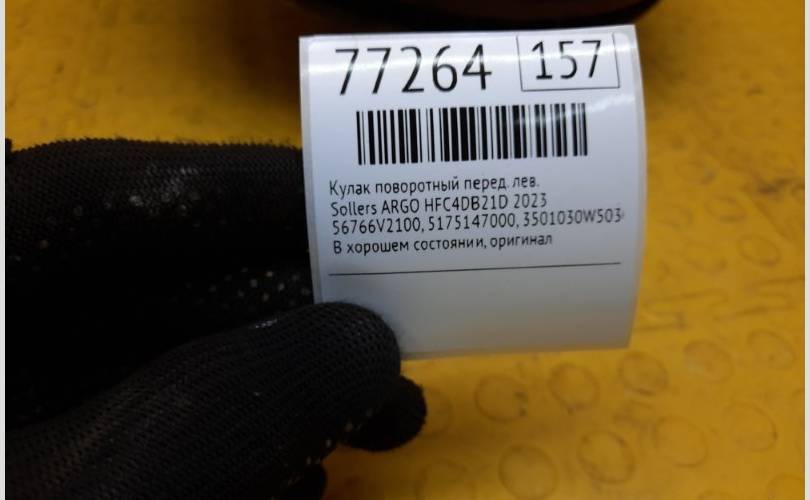 77264 157
Кулак поворотный перед. лев.
Sollers ARGO HFC4DB21D 2023
56766V2100, 5175147000, 3501030W503
В хорошем состоянии, оригинал